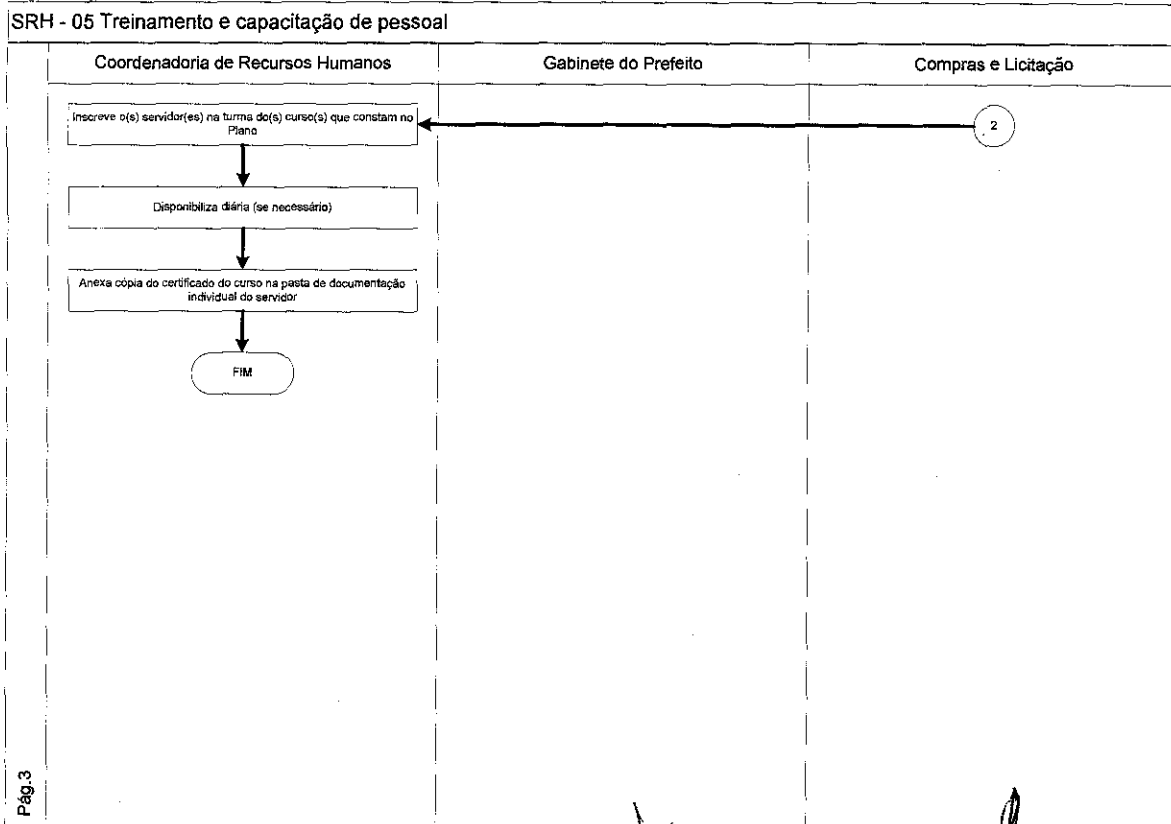 SRH - 05 Treinamento e capacitação de pessoal
Coordenadoria de Recursos Humanos
Gabinete do Prefeito
Compras e Licitação
Inscreve o(s) servidor(es) na turma do(s) curso(s) que constam no
Plano
2
Disponibiliza diária (se necessário)
Anexa cópia do certificado do curso na pasta de documentação
individual do servidor
FIM
Pág.3